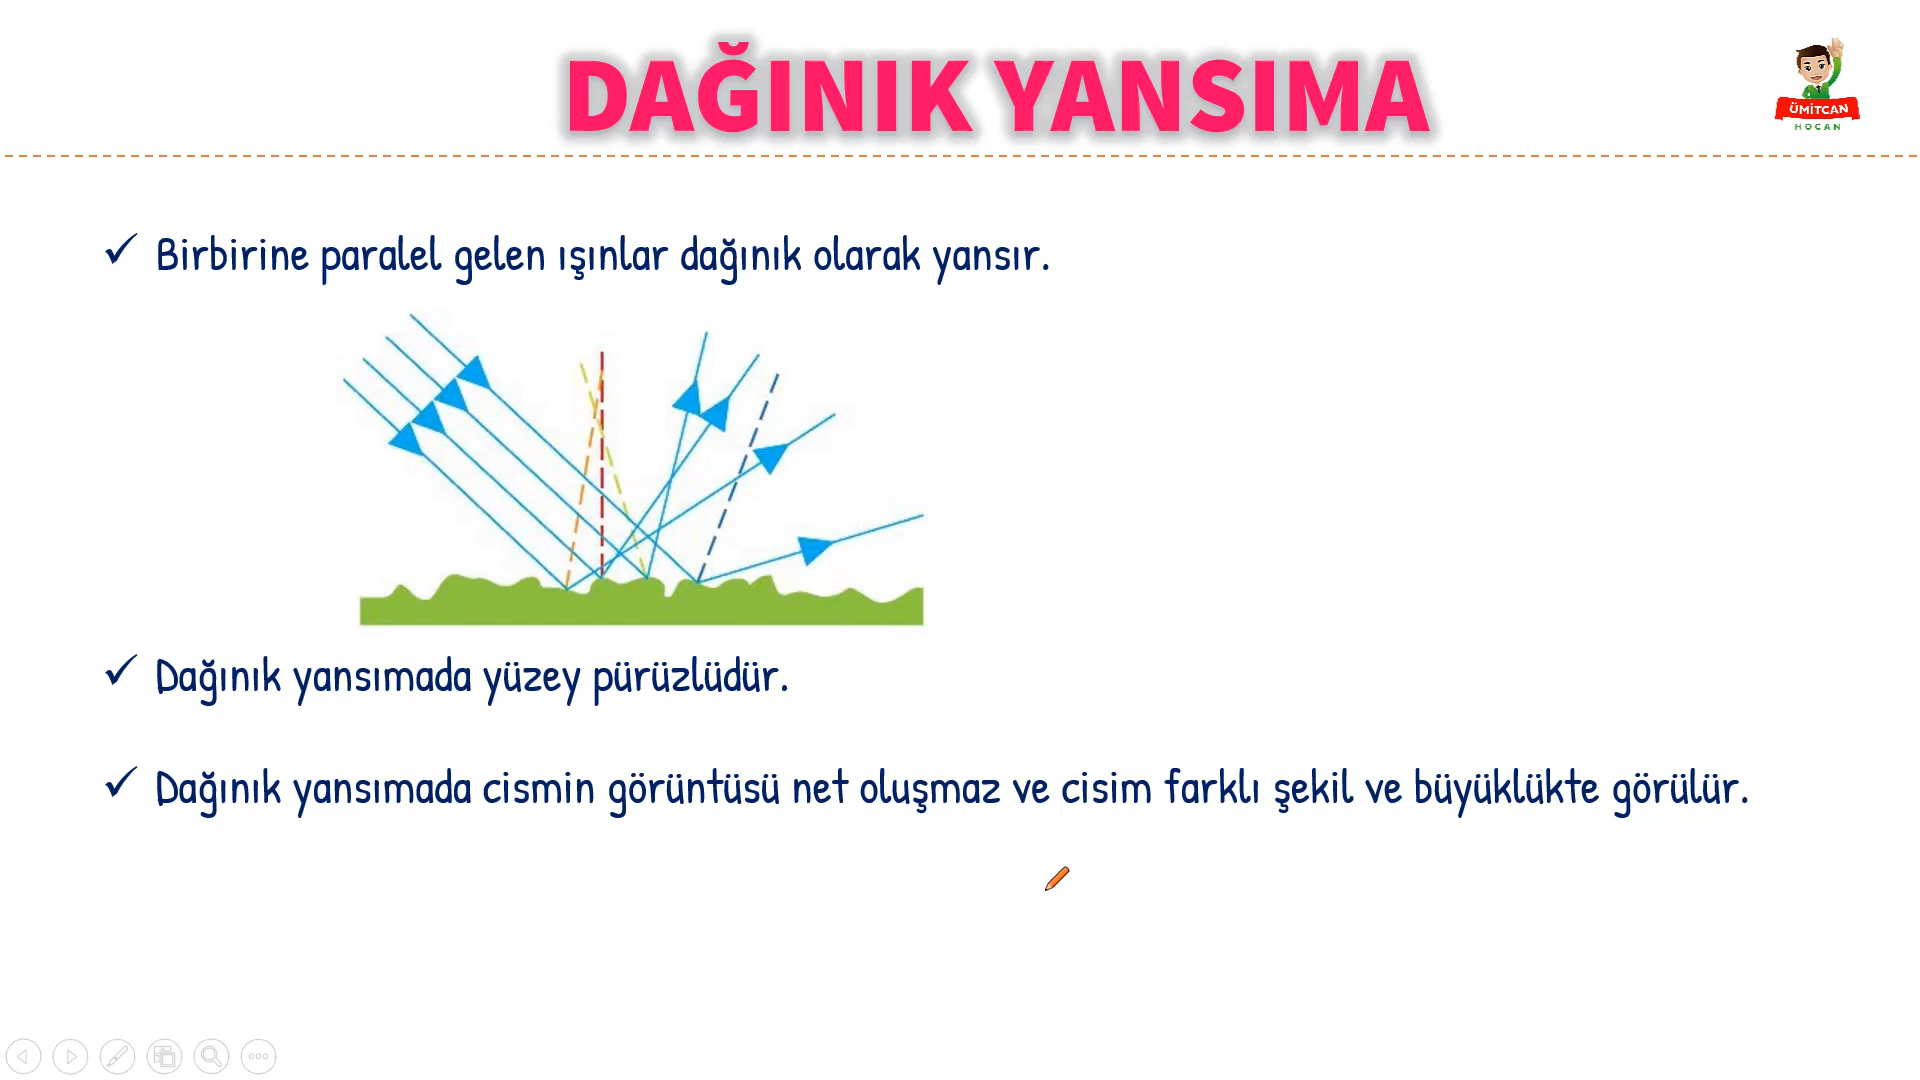 DAĞINIK YANSIMA
ÜMİTCAN
HOCAN
Birbirine paralel gelen ışınlar dağınık olarak yansır.
Dağınık yansımada yüzey pürüzlüdür.
Dağınık yansımada cismin görüntüsü net oluşmaz ve cisim farklı şekil ve büyüklükte görülür.